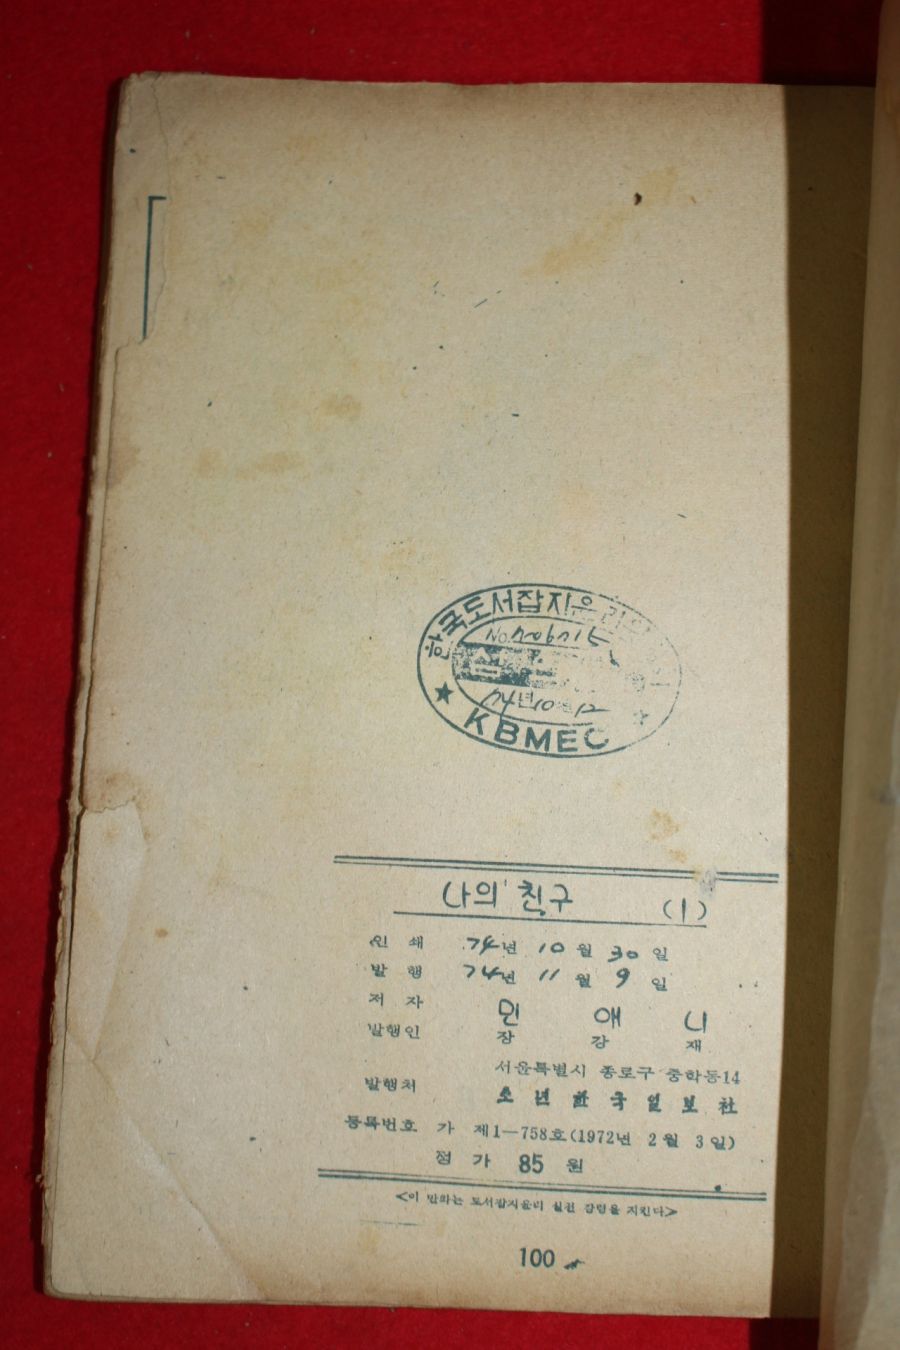 한국도서잡지윤리
No.
KBMEC
나의 친구 (1)
인 쇄 74년 10월 30일
발 행 74년 11월 9일
저 자 민 애 니
발행인 장 강 재
서울특별시 종로구 중학동14
발행처 소년한국일보社
등록번호 가 제1—758호(1972년 2월 3일)
정 가 85 원
<이 만화는 도서잡지윤리 실천 강령을 지킨다>
100